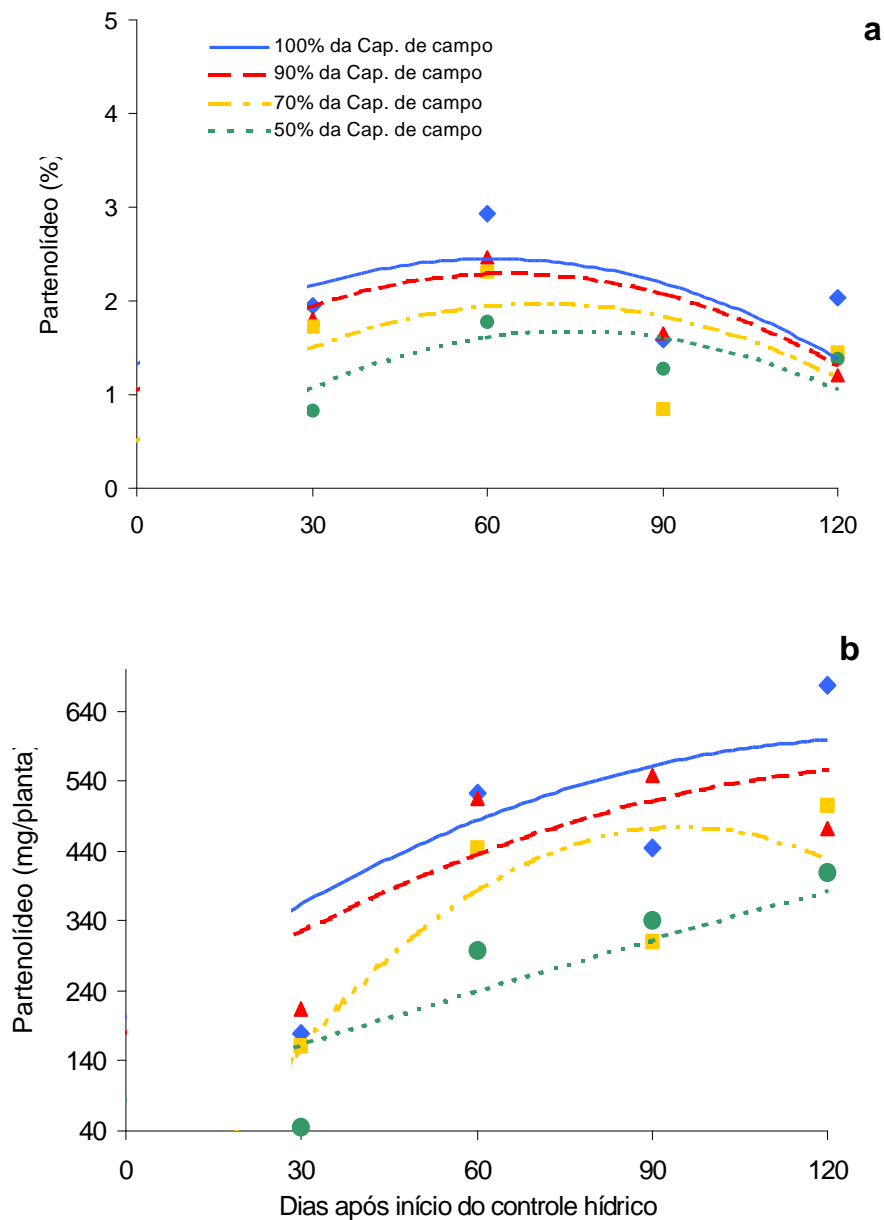 a
5
4
3
2
1
0
Partenolídeo (%)
100% da Cap. de campo
90% da Cap. de campo
70% da Cap. de campo
50% da Cap. de campo
0 30 60 90 120
b
640
540
440
340
240
140
40
Partenolídeo (mg/planta)
0 30 60 90 120
Dias após início do controle hídrico